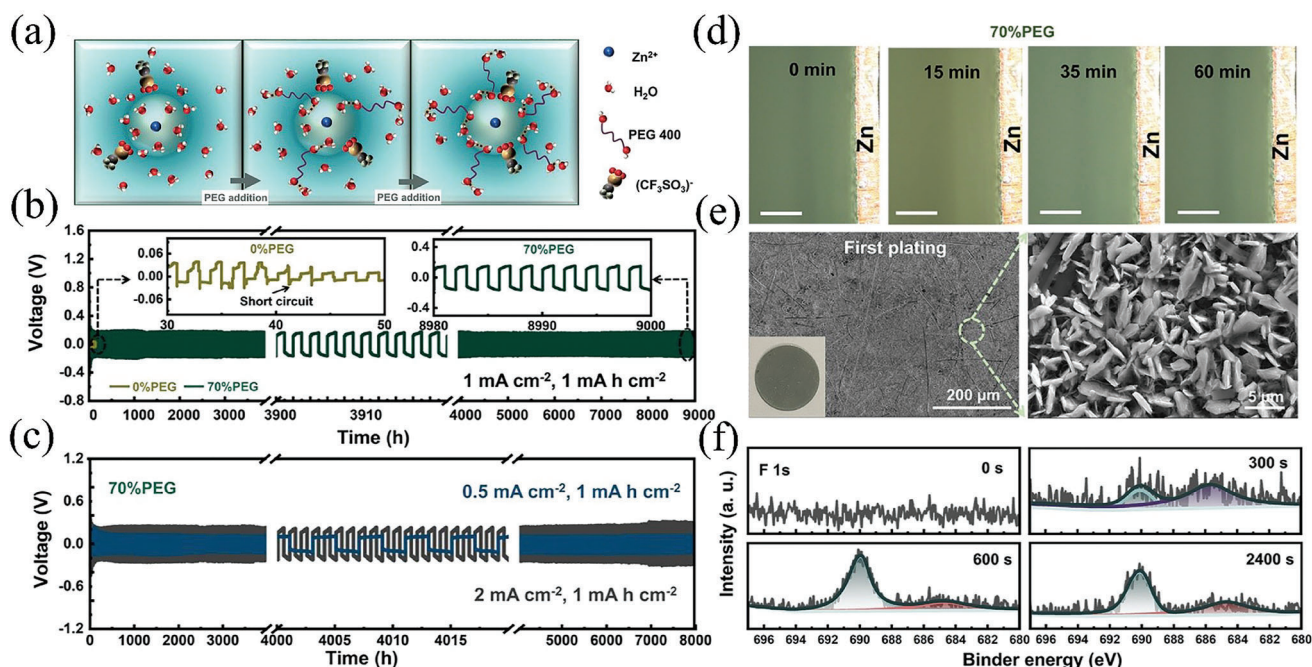 (a)
Zn2+
H2O
PEG 400
(CF3SO3)-
PEG addition
PEG addition
(b)
Voltage (V)
1.6
1.2
0.8
0.4
0.0
-0.4
-0.8
0.06
0.00
-0.06
0%PEG
Short circuit
30 40 50
0.4
0.0
-0.4
70%PEG
8980 8990 9000
0%PEG 70%PEG
1 mA cm-2, 1 mA h cm-2
0 1000 2000 3000 3900 3910 4000 5000 6000 7000 8000 9000
Time (h)
(c)
Voltage (V)
1.2
0.6
0.0
-0.6
-1.2
70%PEG
0.5 mA cm-2, 1 mA h cm-2
2 mA cm-2, 1 mA h cm-2
0 1000 2000 3000 4000 4005 4010 4015 5000 6000 7000 8000
Time (h)
(d)
70%PEG
0 min
15 min
35 min
60 min
Zn
Zn
Zn
Zn
(e)
First plating
200 μm
5 μm
(f)
Intensity (a. u.)
F 1s
0 s
300 s
600 s
2400 s
696 694 692 690 688 686 684 682 680
696 694 692 690 688 686 684 682 680
Binder energy (eV)